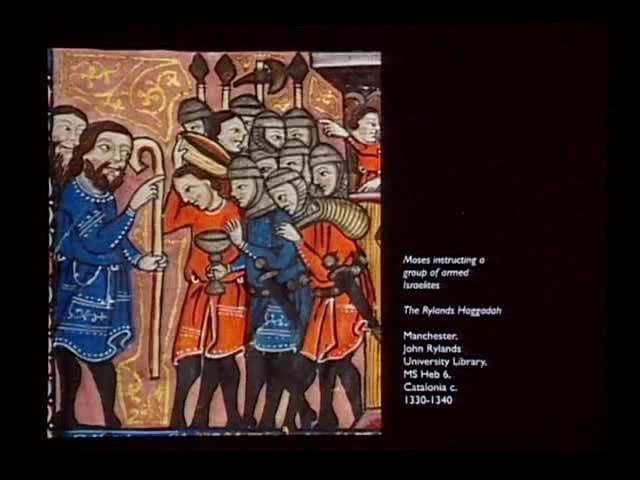 Moses instructing a
group of armed
Israelites
The Rylands Haggadah
Manchester,
John Rylands
University Library,
MS Heb 6,
Catalonia c.
1330-1340